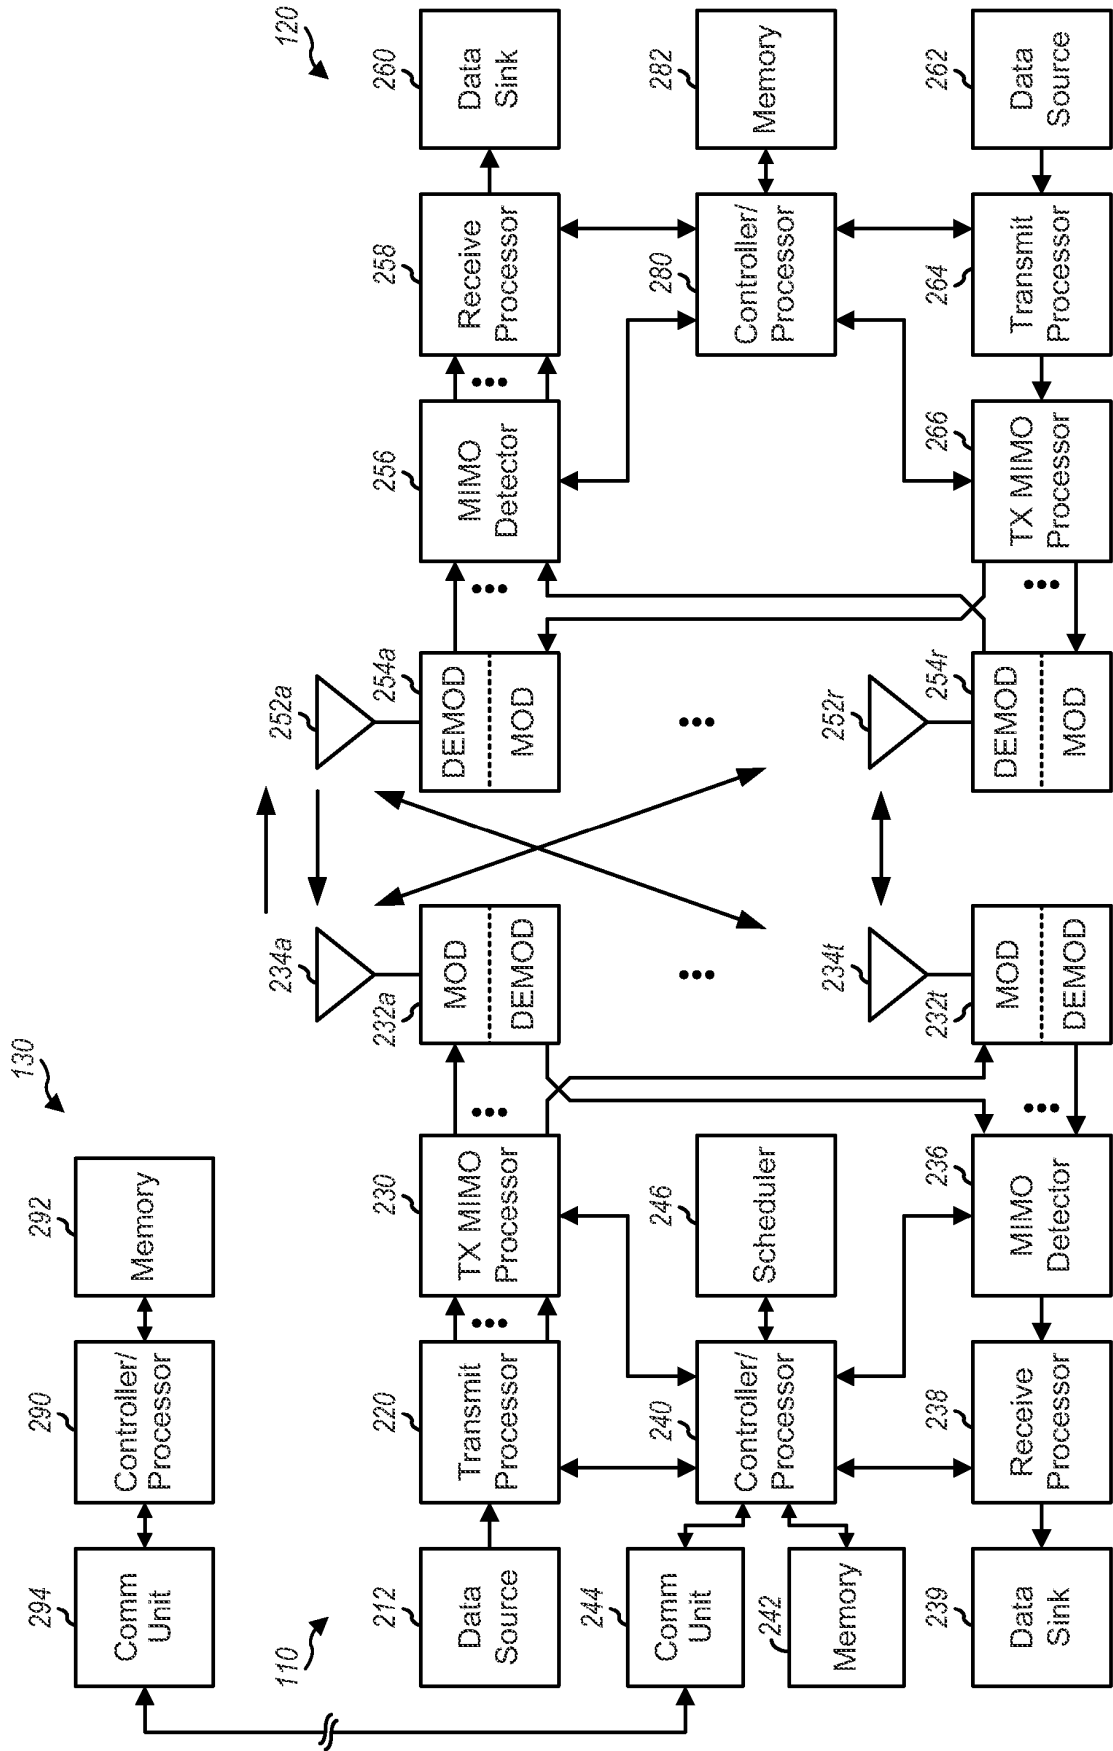 130
294
Comm
Unit
290
Controller/
Processor
292
Memory
110
120
212
Data
Source
220
Transmit
Processor
230
TX MIMO
Processor
232a
MOD
DEMOD
234a
252a
254a
DEMOD
MOD
256
MIMO
Detector
258
Receive
Processor
260
Data
Sink
244
Comm
Unit
242
Memory
240
Controller/
Processor
246
Scheduler
280
Controller/
Processor
282
Memory
239
Data
Sink
238
Receive
Processor
236
MIMO
Detector
232t
MOD
DEMOD
234t
252r
254r
DEMOD
MOD
266
TX MIMO
Processor
264
Transmit
Processor
262
Data
Source